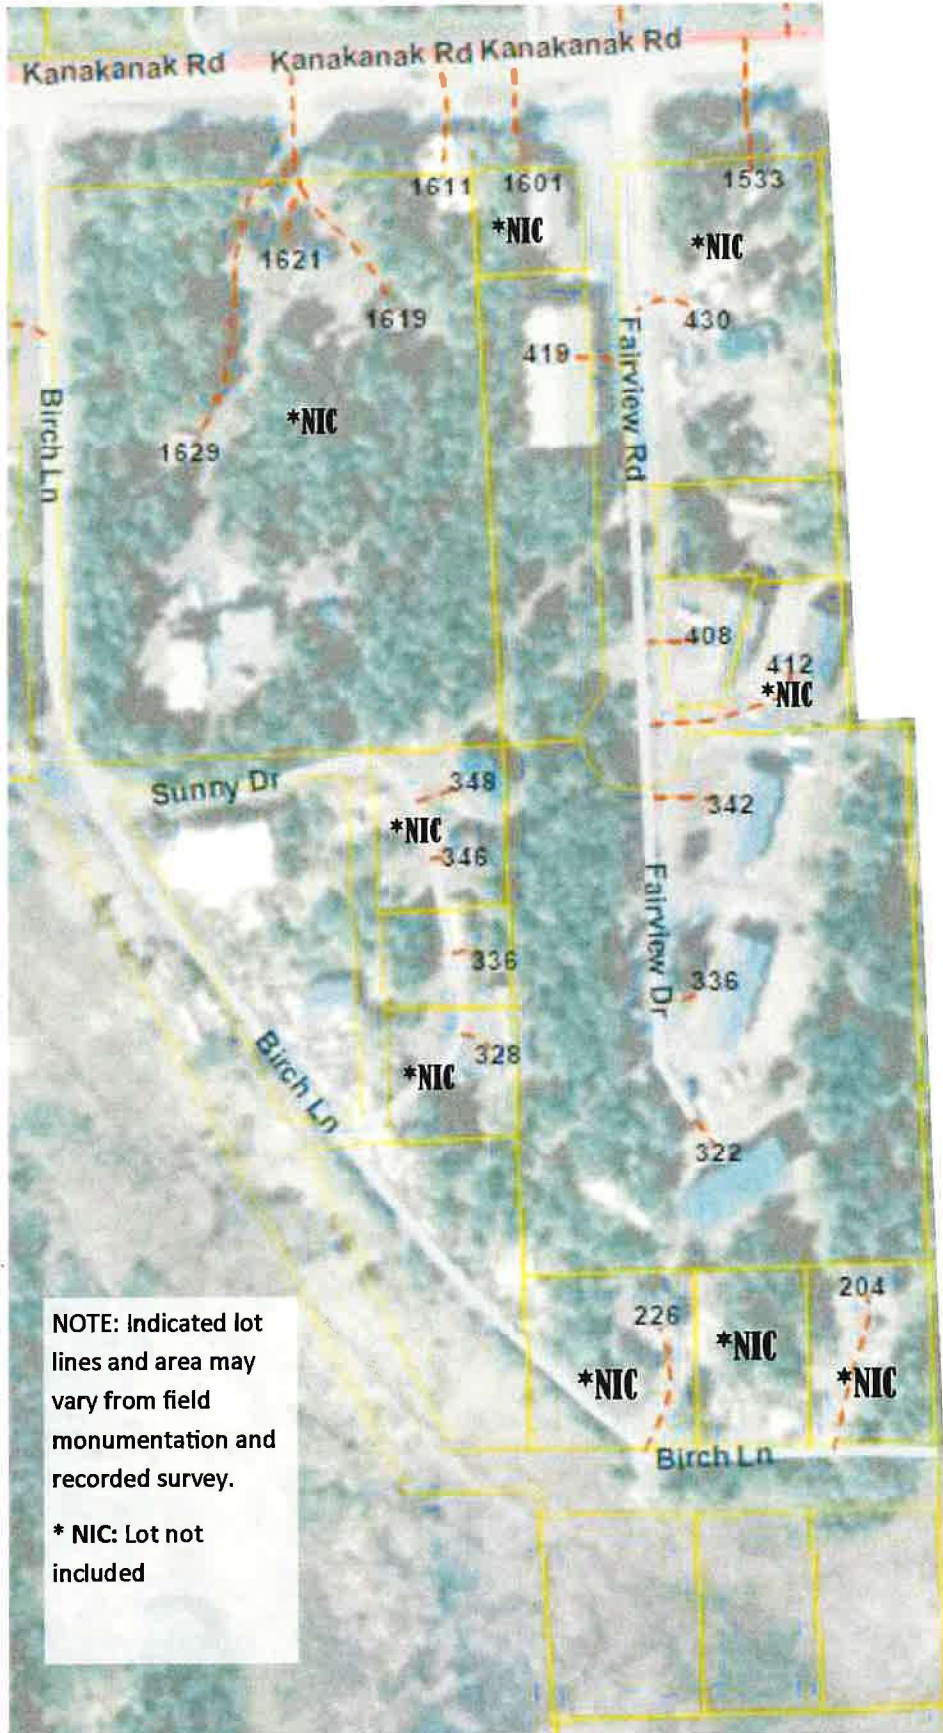 Kanakanak Rd Kanakanak Rd Kanakanak Rd
1611 1601 1533
*NIC
*NIC
1621
1619
430
419
Fairview Rd
Birch Ln
*NIC
1629
408
412
*NIC
Sunny Dr
348
*NIC
346
342
Fairview Dr
336
336
328
*NIC
Birch Ln
322
204
226
*NIC
*NIC
*NIC
Birch Ln
NOTE: Indicated lot
lines and area may
vary from field
monumentation and
recorded survey.
* NIC: Lot not
included